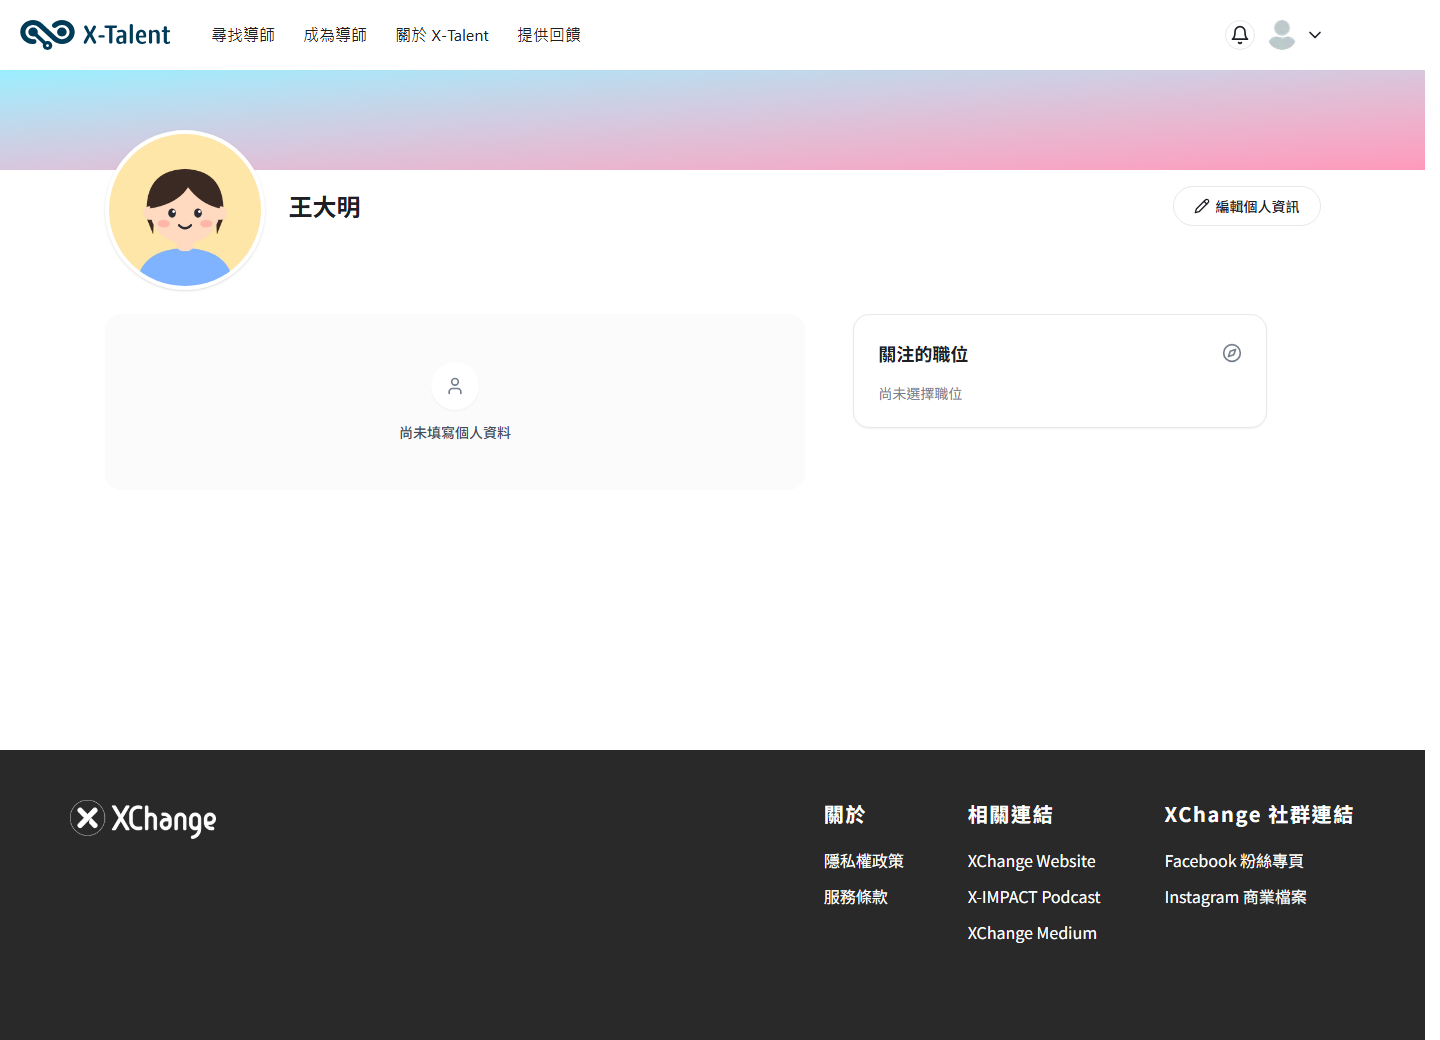 X-Talent
尋找導師
成為導師
關於 X-Talent
提供回饋
王大明
編輯個人資訊
尚未填寫個人資料
關注的職位
尚未選擇職位
XChange
關於
隱私權政策
服務條款
相關連結
XChange Website
X-IMPACT Podcast
XChange Medium
XChange 社群連結
Facebook 粉絲專頁
Instagram 商業檔案